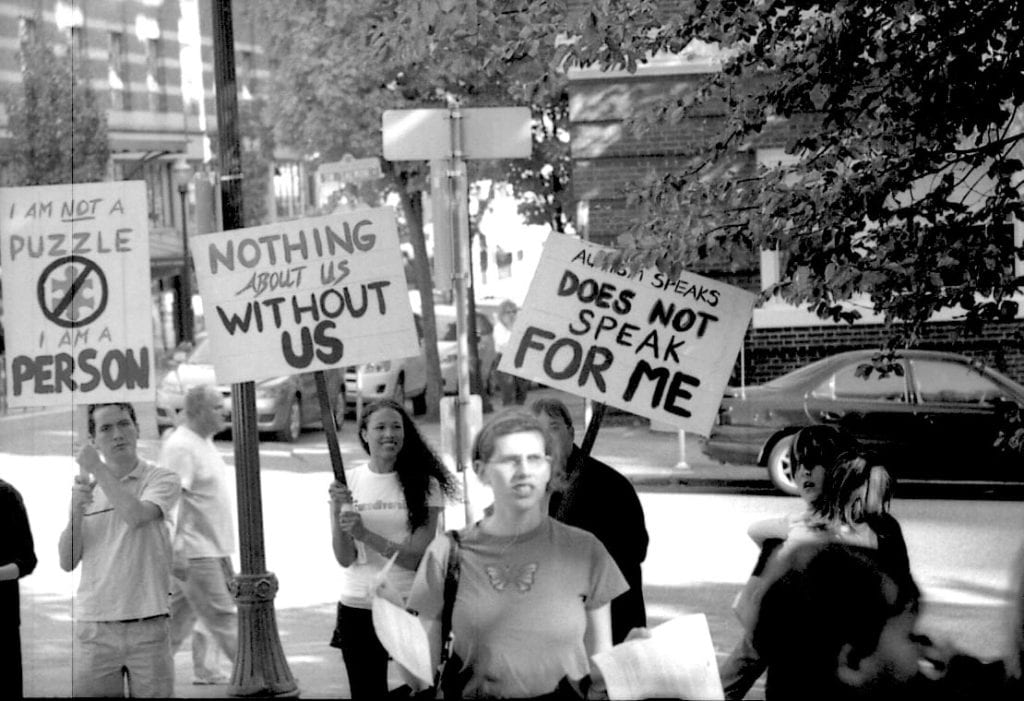 I AM NOT A
PUZZLE
I AM A
PERSON
NOTHING
ABOUT US
WITHOUT
US
AUTISM SPEAKS
DOES NOT
SPEAK
FOR ME